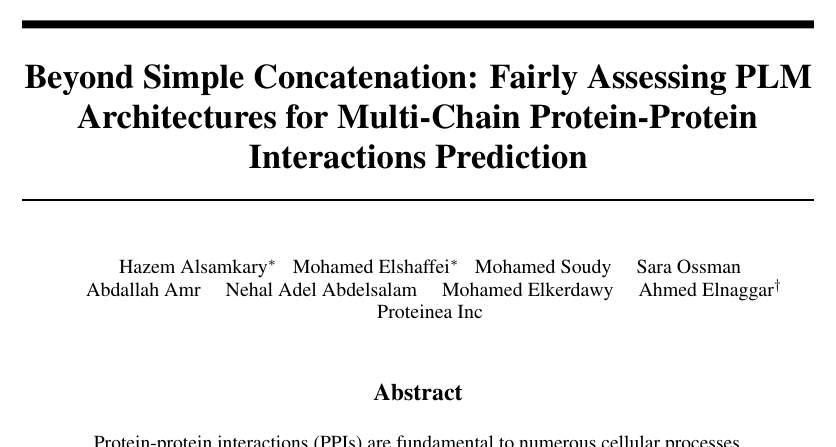 Beyond Simple Concatenation: Fairly Assessing PLM
Architectures for Multi-Chain Protein-Protein
Interactions Prediction
Hazem Alsamkary* Mohamed Elshaffei* Mohamed Soudy Sara Ossman
Abdallah Amr Nehal Adel Abdelsalam Mohamed Elkerdawy Ahmed Elnaggar†
Proteinea Inc
Abstract
Protein-protein interactions (PPIs) are fundamental to numerous cellular processes,